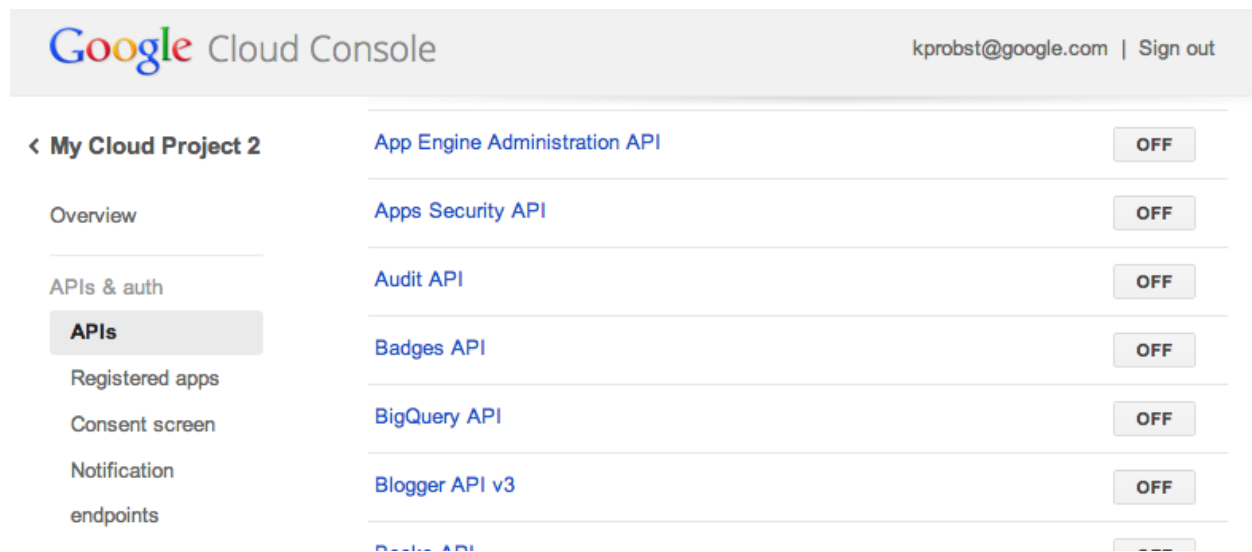 Google Cloud Console
kprobst@google.com | Sign out
< My Cloud Project 2
Overview
APIs & auth
APIs
Registered apps
Consent screen
Notification
endpoints
App Engine Administration API OFF
Apps Security API OFF
Audit API OFF
Badges API OFF
BigQuery API OFF
Blogger API v3 OFF